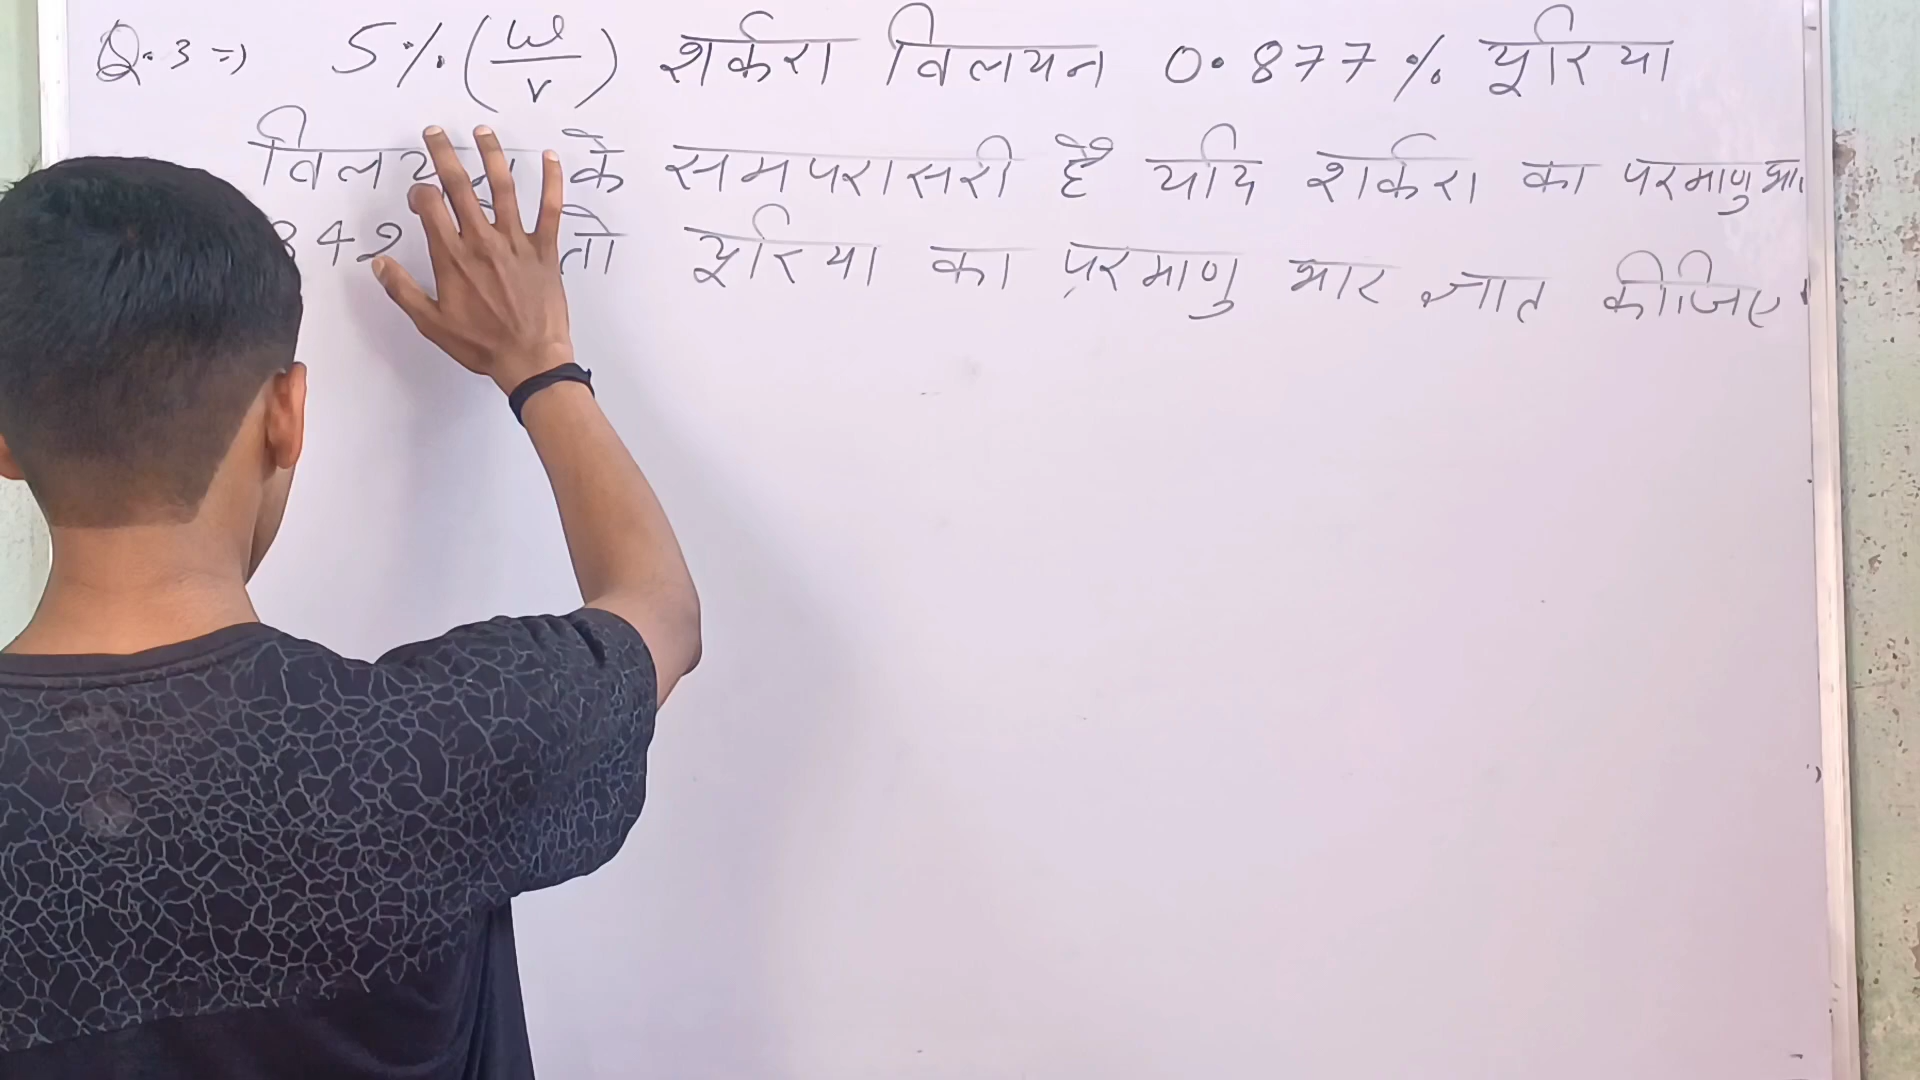 Q.3 => 5% (w/v) शर्करा विलयन 0.877% यूरिया
विलयन के समपरासरी है यदि शर्करा का परमाणु भार
342 तो यूरिया का परमाणु भार ज्ञात कीजिए